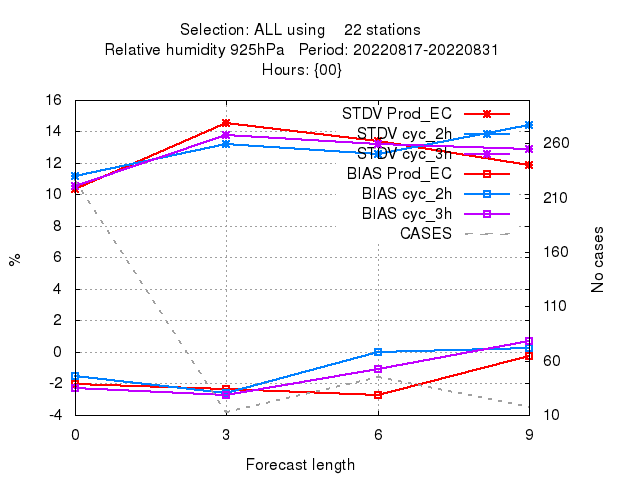 Selection: ALL using 22 stations
Relative humidity 925hPa Period: 20220817-20220831
Hours: {00}
16
14
12
10
8
6
4
2
0
-2
-4
%
STDV Prod_EC
STDV cyc_2h
STDV cyc_3h
BIAS Prod_EC
BIAS cyc_2h
BIAS cyc_3h
CASES
260
210
160
110
60
10
No cases
0 3 6 9
Forecast length